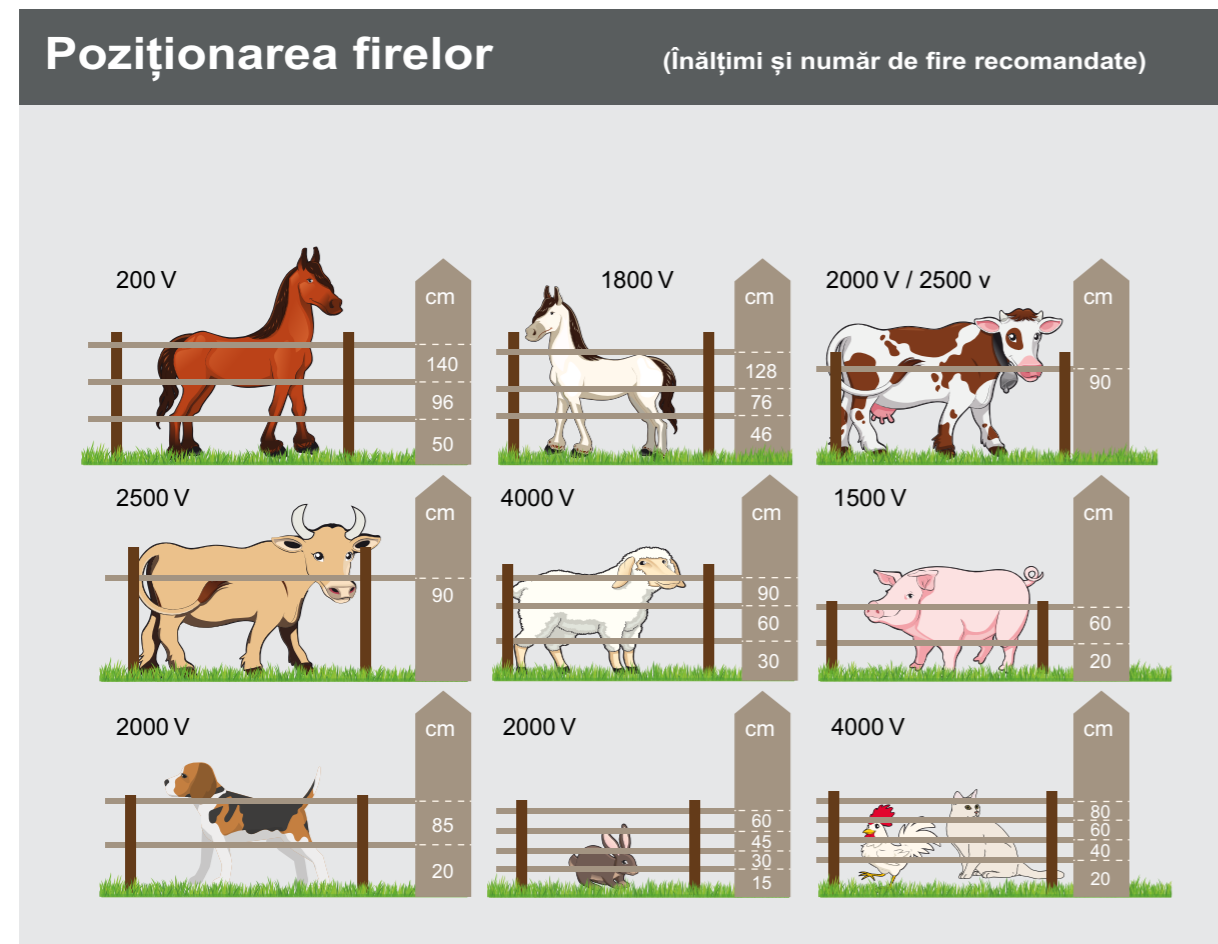 Poziționarea firelor
(Înălțimi și număr de fire recomandate)
200 V
cm
140
96
50
1800 V
cm
128
76
46
2000 V / 2500 v
cm
90
2500 V
cm
90
4000 V
cm
90
60
30
1500 V
cm
60
20
2000 V
cm
85
20
2000 V
cm
60
45
30
15
4000 V
cm
80
60
40
20